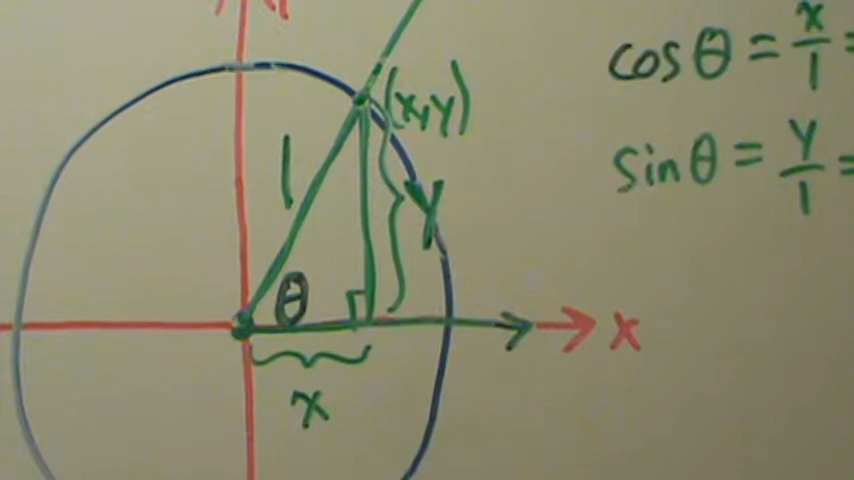 cos θ = x/1 =
sin θ = y/1 =
(x,y)
1
y
θ
x
x